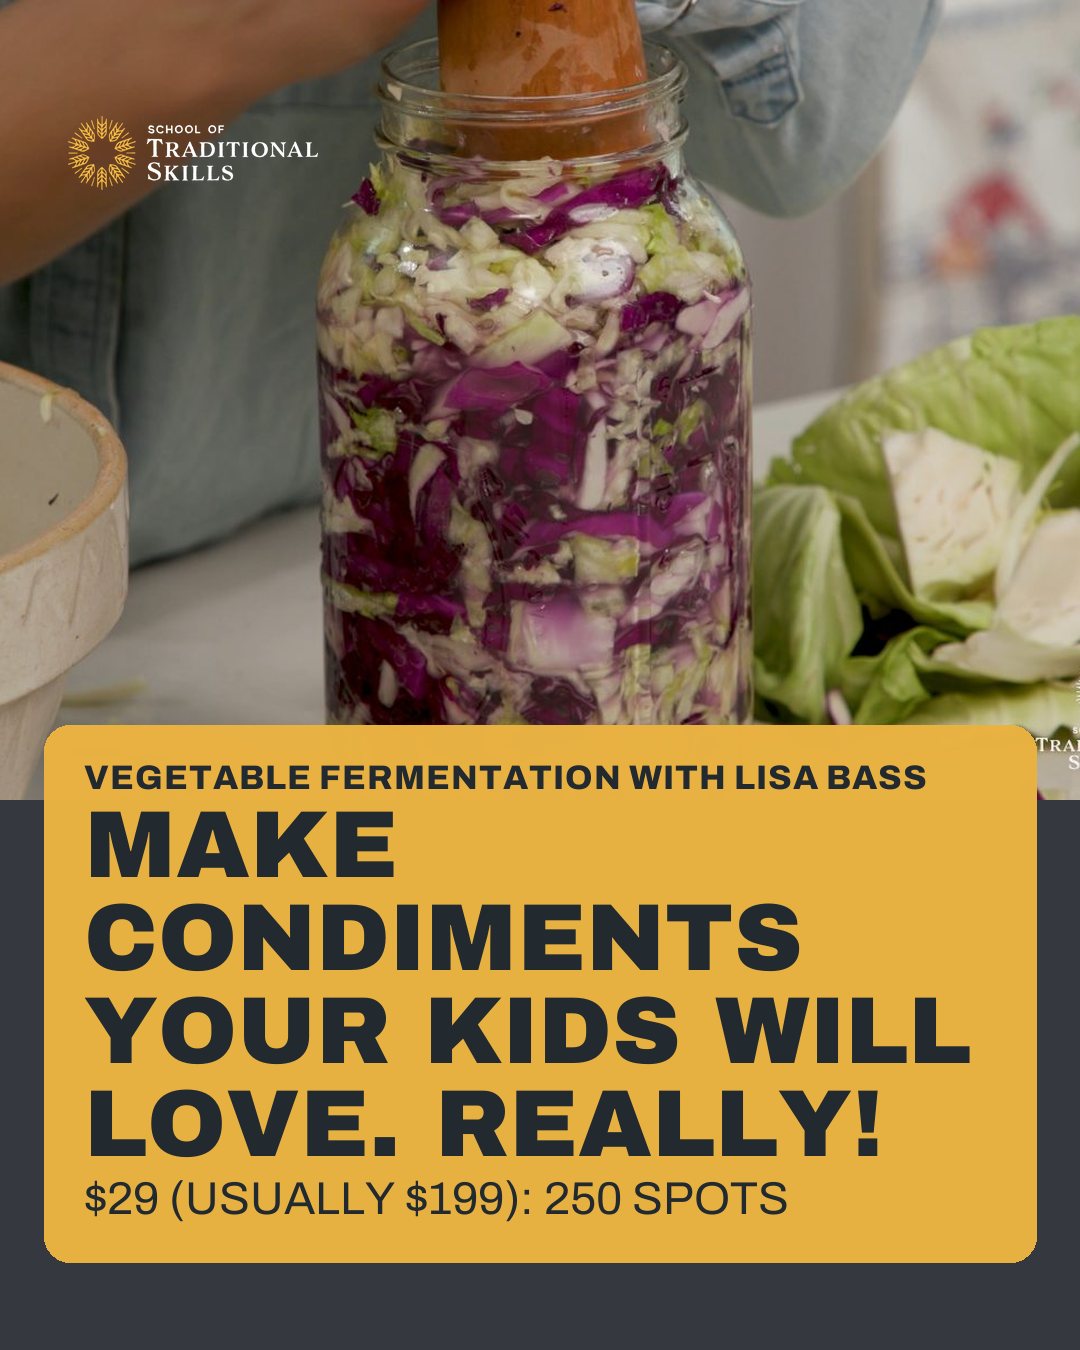 SCHOOL OF
TRADITIONAL
SKILLS
VEGETABLE FERMENTATION WITH LISA BASS
MAKE
CONDIMENTS
YOUR KIDS WILL
LOVE. REALLY!
$29 (USUALLY $199): 250 SPOTS